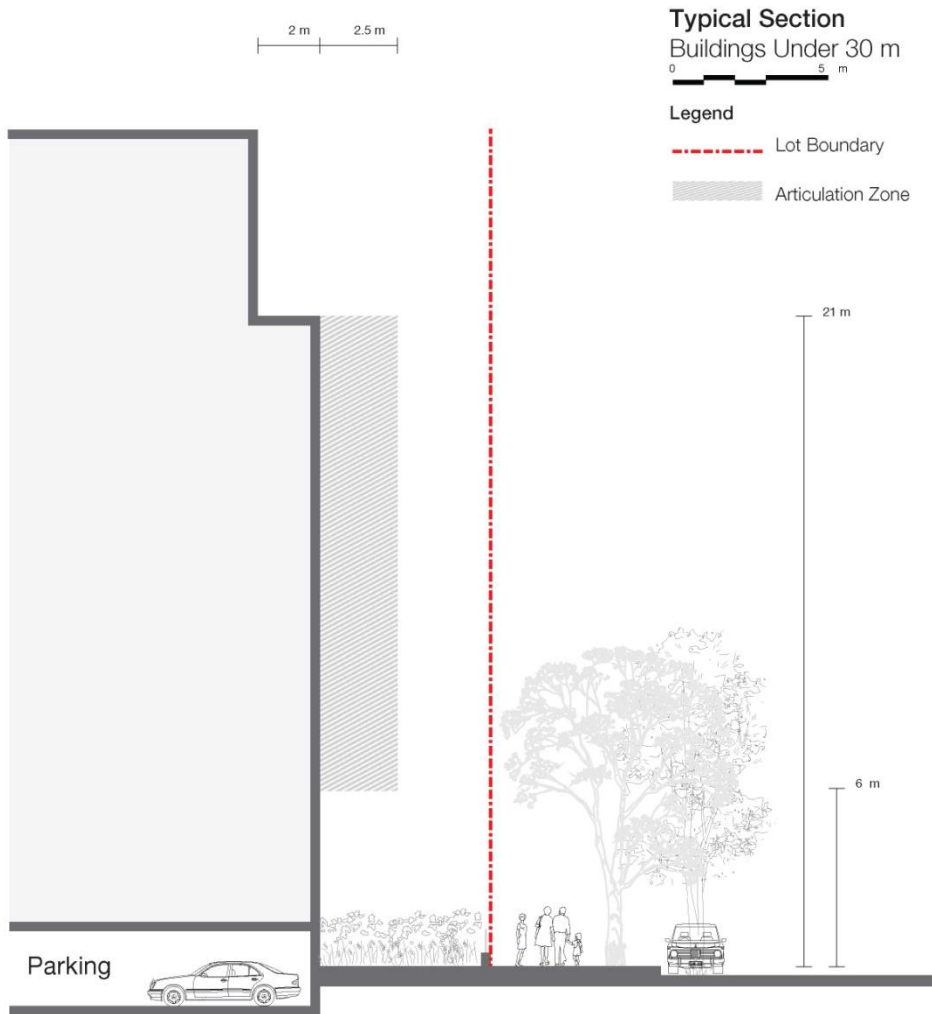 Typical Section
Buildings Under 30 m
0 5 m
Legend
Lot Boundary
Articulation Zone
2 m 2.5 m
21 m
6 m
Parking